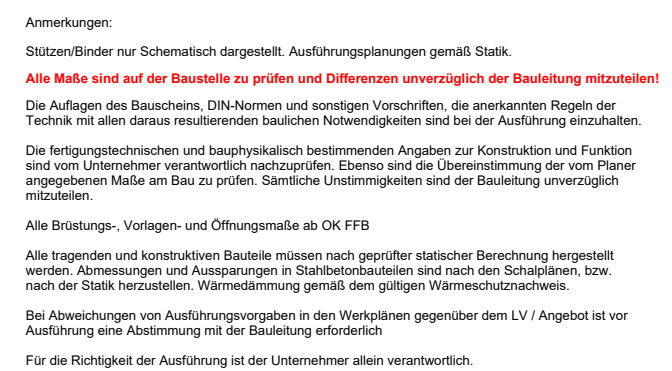 Anmerkungen:
Stützen/Binder nur Schematisch dargestellt. Ausführungsplanungen gemäß Statik.
Alle Maße sind auf der Baustelle zu prüfen und Differenzen unverzüglich der Bauleitung mitzuteilen!
Die Auflagen des Bauscheins, DIN-Normen und sonstigen Vorschriften, die anerkannten Regeln der
Technik mit allen daraus resultierenden baulichen Notwendigkeiten sind bei der Ausführung einzuhalten.
Die fertigungstechnischen und bauphysikalisch bestimmenden Angaben zur Konstruktion und Funktion
sind vom Unternehmer verantwortlich nachzuprüfen. Ebenso sind die Übereinstimmung der vom Planer
angegebenen Maße am Bau zu prüfen. Sämtliche Unstimmigkeiten sind der Bauleitung unverzüglich
mitzuteilen.
Alle Brüstungs-, Vorlagen- und Öffnungsmaße ab OK FFB
Alle tragenden und konstruktiven Bauteile müssen nach geprüfter statischer Berechnung hergestellt
werden. Abmessungen und Aussparungen in Stahlbetonbauteilen sind nach den Schalplänen, bzw.
nach der Statik herzustellen. Wärmedämmung gemäß dem gültigen Wärmeschutznachweis.
Bei Abweichungen von Ausführungsvorgaben in den Werkplänen gegenüber dem LV / Angebot ist vor
Ausführung eine Abstimmung mit der Bauleitung erforderlich
Für die Richtigkeit der Ausführung ist der Unternehmer allein verantwortlich.